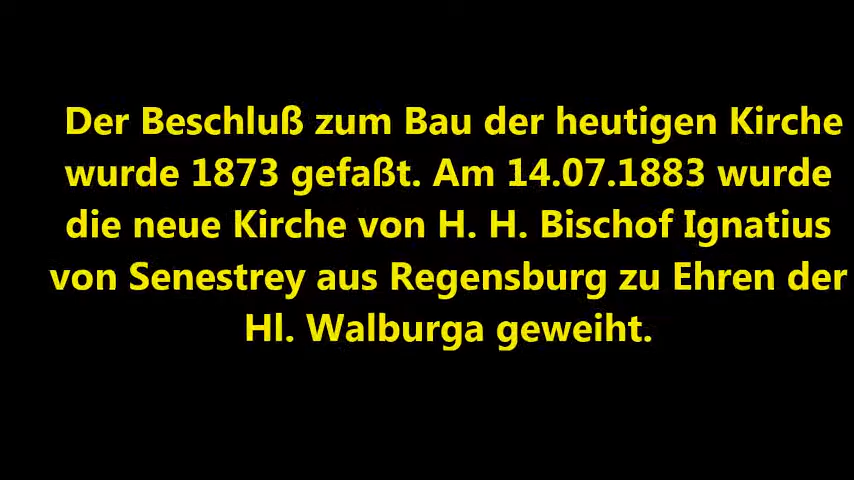 Der Beschluß zum Bau der heutigen Kirche
wurde 1873 gefaßt. Am 14.07.1883 wurde
die neue Kirche von H. H. Bischof Ignatius
von Senestrey aus Regensburg zu Ehren der
Hl. Walburga geweiht.